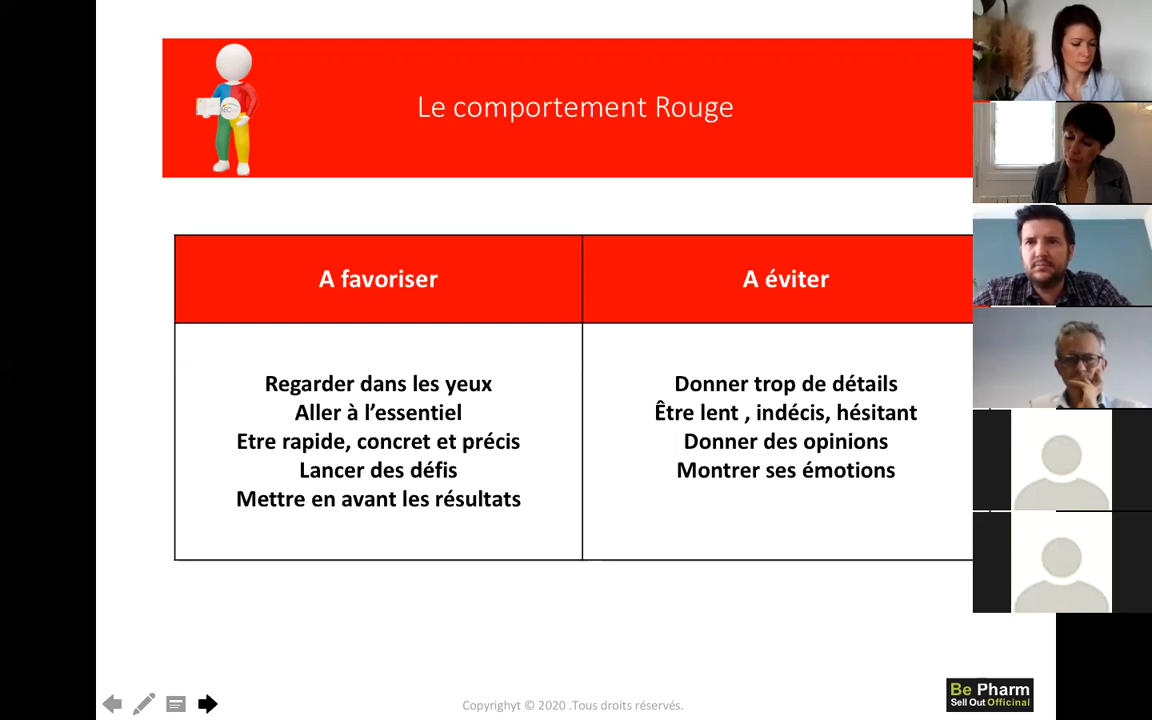 Le comportement Rouge
A favoriser
A éviter
Regarder dans les yeux
Aller à l’essentiel
Etre rapide, concret et précis
Lancer des défis
Mettre en avant les résultats
Donner trop de détails
Être lent , indécis, hésitant
Donner des opinions
Montrer ses émotions
Copyrighyt © 2020 .Tous droits réservés.
Be Pharm
Sell Out Officinal